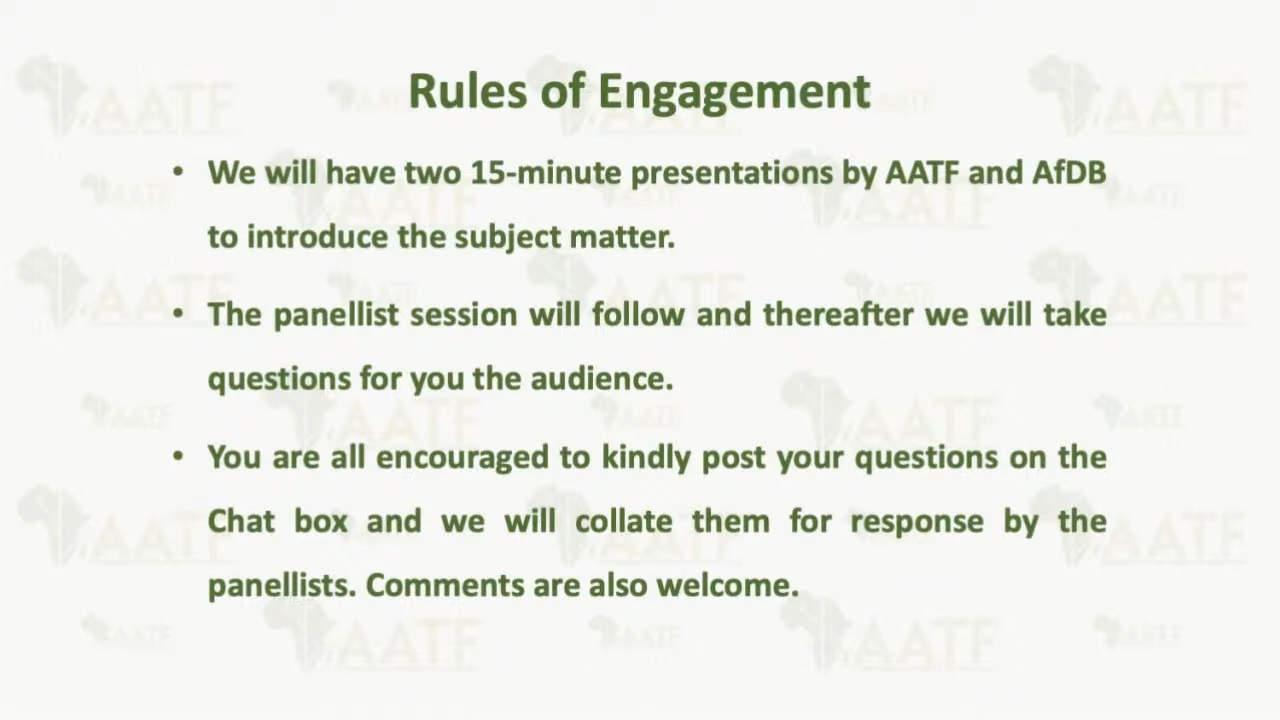 Rules of Engagement
• We will have two 15-minute presentations by AATF and AfDB
to introduce the subject matter.
• The panellist session will follow and thereafter we will take
questions for you the audience.
• You are all encouraged to kindly post your questions on the
Chat box and we will collate them for response by the
panellists. Comments are also welcome.